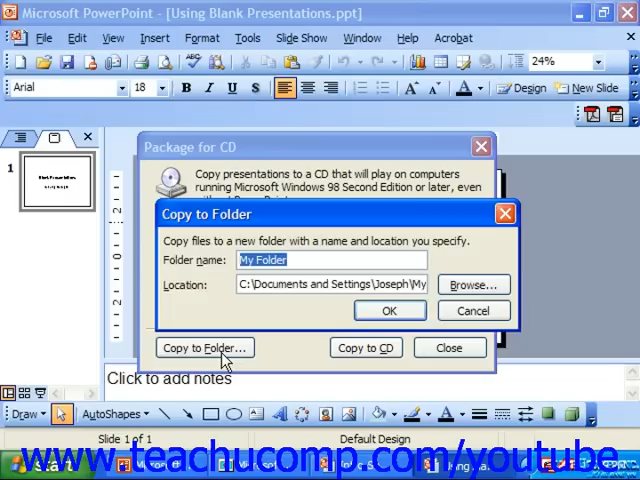 Microsoft PowerPoint - [Using Blank Presentations.ppt]
File Edit View Insert Format Tools Slide Show Window Help Acrobat
24%
Arial 18 B I U S A A A Design New Slide
Package for CD
1
Copy presentations to a CD that will play on computers
running Microsoft Windows 98 Second Edition or later, even
Copy to Folder
Copy files to a new folder with a name and location you specify.
Folder name: My Folder
Location: C:\Documents and Settings\Joseph\My Browse...
OK Cancel
Copy to Folder... Copy to CD Close
Click to add notes
Draw AutoShapes A A
Slide 1 of 1 Default Design
www.teachucomp.com/youtube